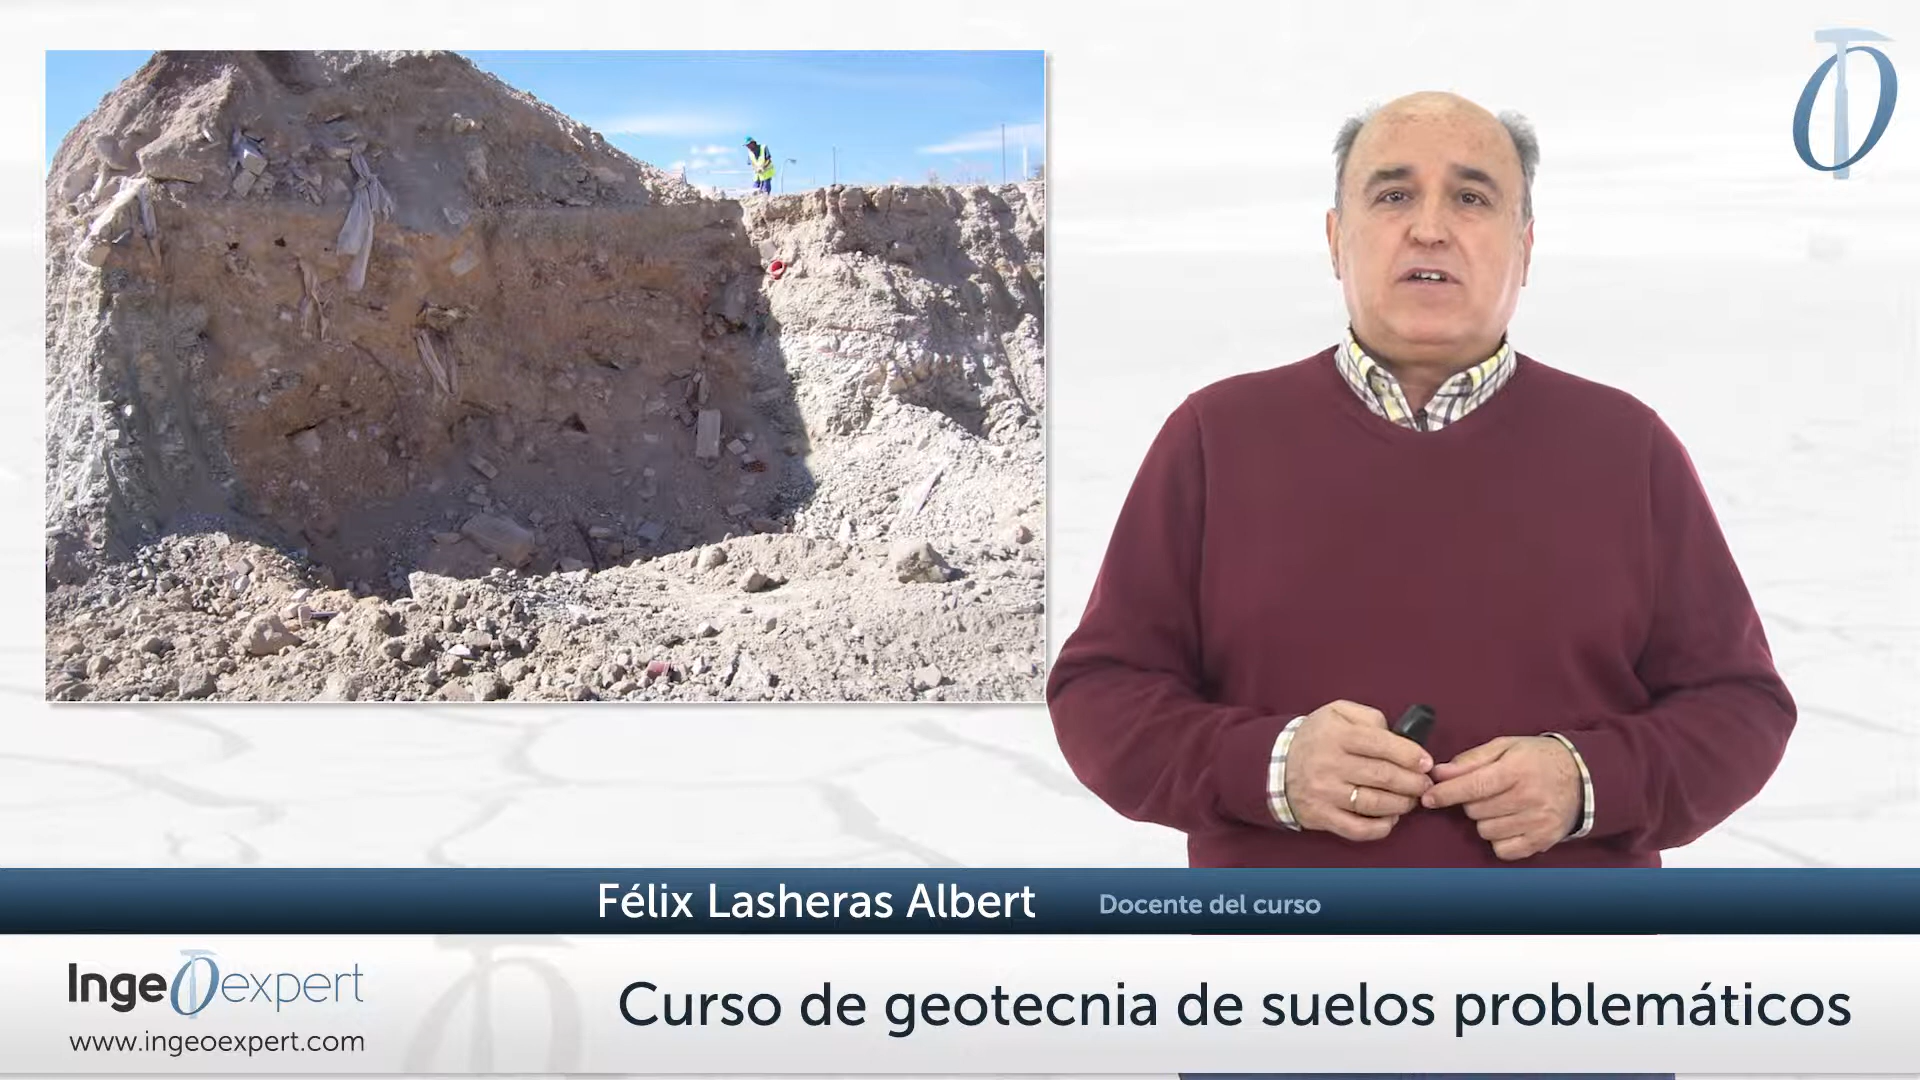 Félix Lasheras Albert
Docente del curso
IngeOexpert
www.ingeoexpert.com
Curso de geotecnia de suelos problemáticos